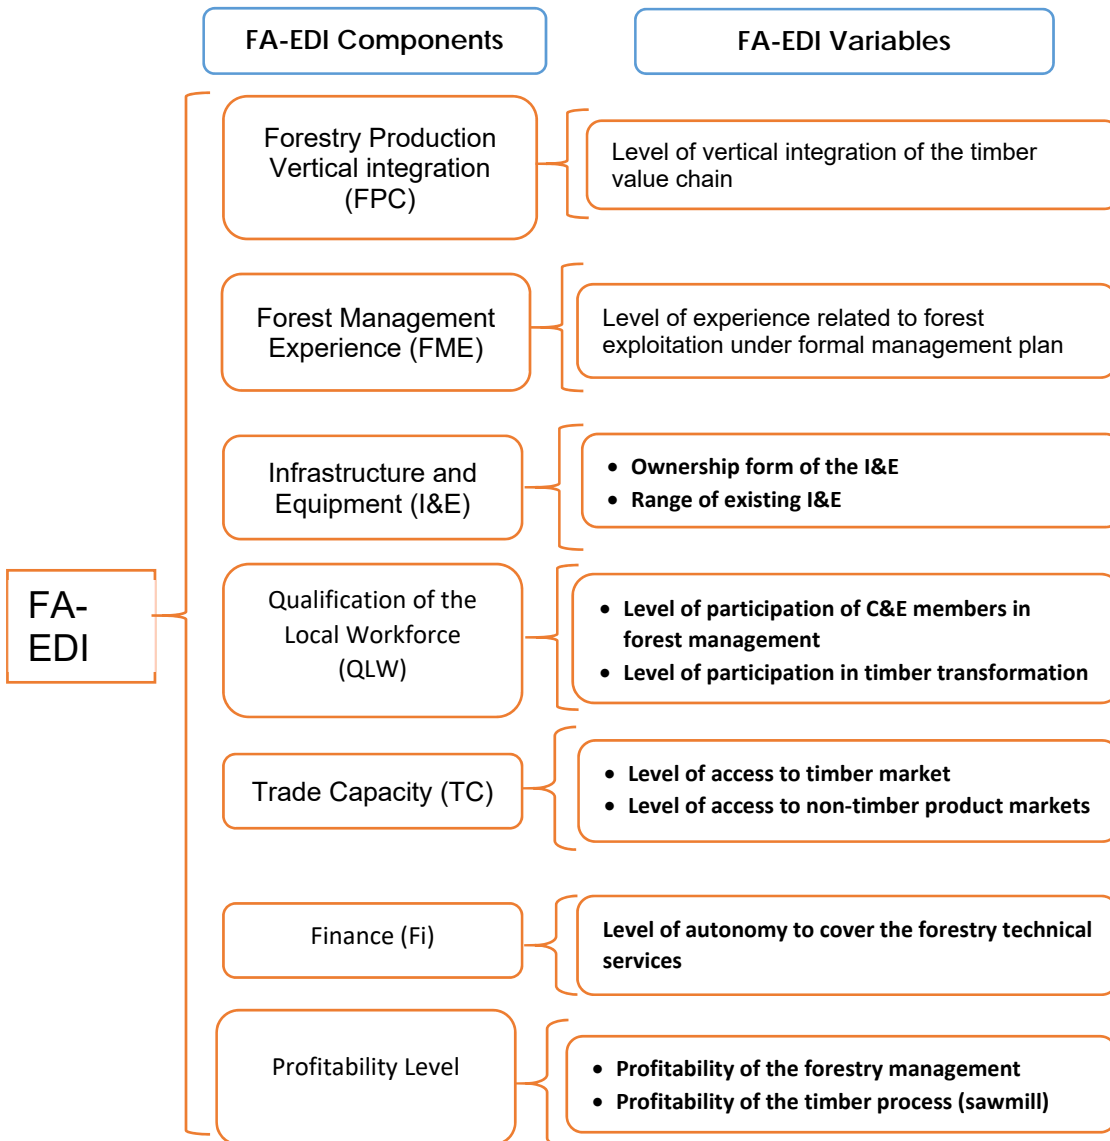 FA-EDI Components
FA-EDI Variables
Forestry Production
Vertical integration
(FPC)
Level of vertical integration of the timber
value chain
Forest Management
Experience (FME)
Level of experience related to forest
exploitation under formal management plan
Infrastructure and
Equipment (I&E)
• Ownership form of the I&E
• Range of existing I&E
FA-
EDI
Qualification of the
Local Workforce
(QLW)
• Level of participation of C&E members in
forest management
• Level of participation in timber transformation
Trade Capacity (TC)
• Level of access to timber market
• Level of access to non-timber product markets
Finance (Fi)
Level of autonomy to cover the forestry technical
services
Profitability Level
• Profitability of the forestry management
• Profitability of the timber process (sawmill)